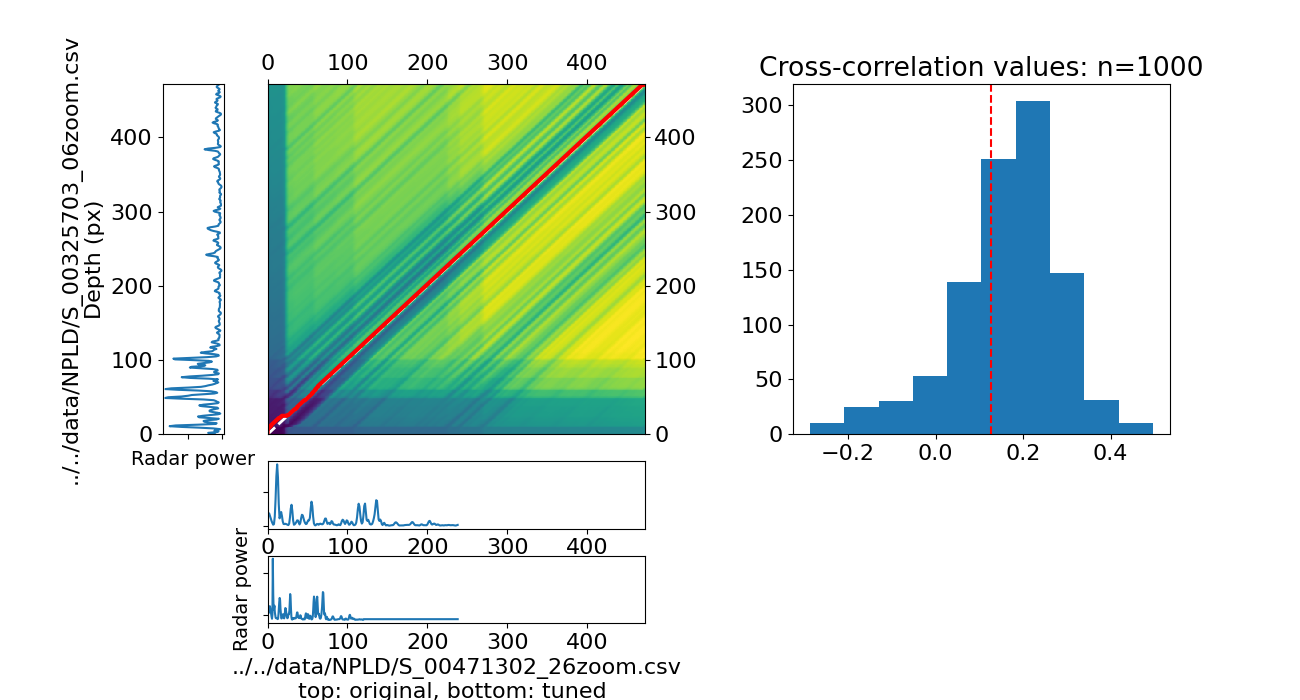 ../../data/NPLD/S_00325703_06zoom.csv
Depth (px)
0 100 200 300 400
400
300
200
100
0
Radar power
400
300
200
100
0
0 100 200 300 400
Radar power
0 100 200 300 400
../../data/NPLD/S_00471302_26zoom.csv
top: original, bottom: tuned
Cross-correlation values: n=1000
300
250
200
150
100
50
0
−0.2 0.0 0.2 0.4